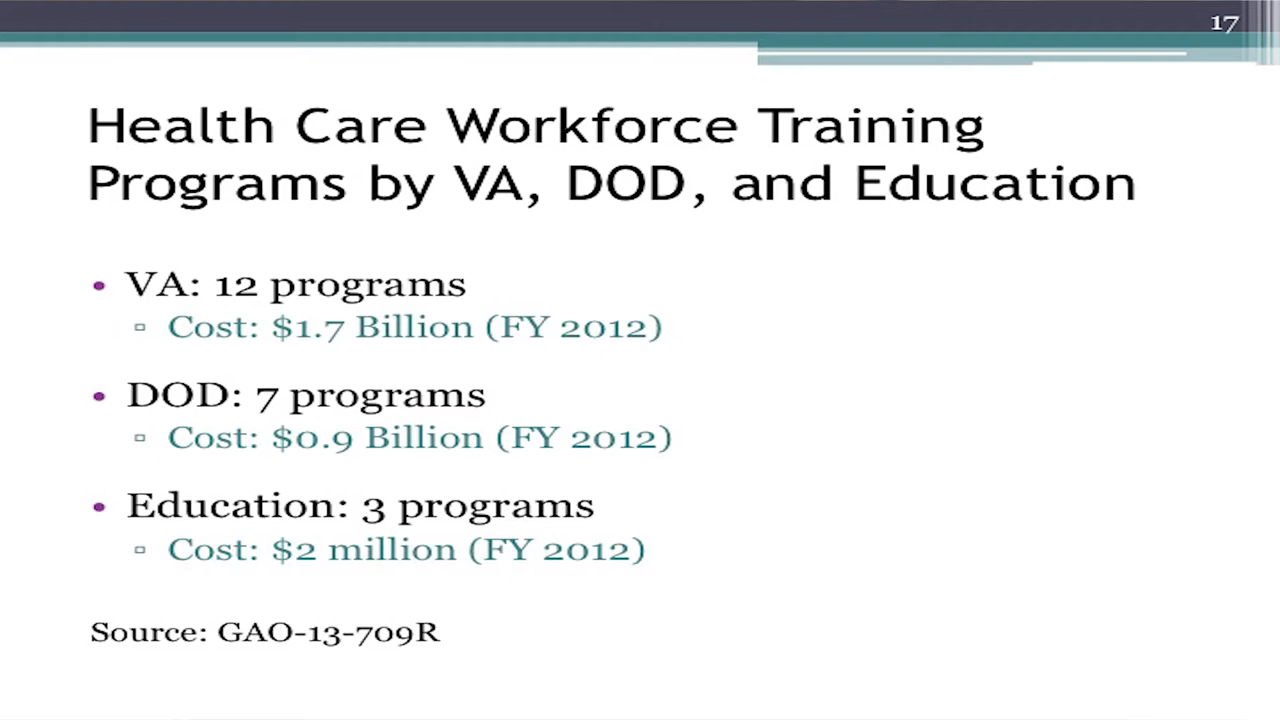 17
Health Care Workforce Training
Programs by VA, DOD, and Education
• VA: 12 programs
▫ Cost: $1.7 Billion (FY 2012)
• DOD: 7 programs
▫ Cost: $0.9 Billion (FY 2012)
• Education: 3 programs
▫ Cost: $2 million (FY 2012)
Source: GAO-13-709R